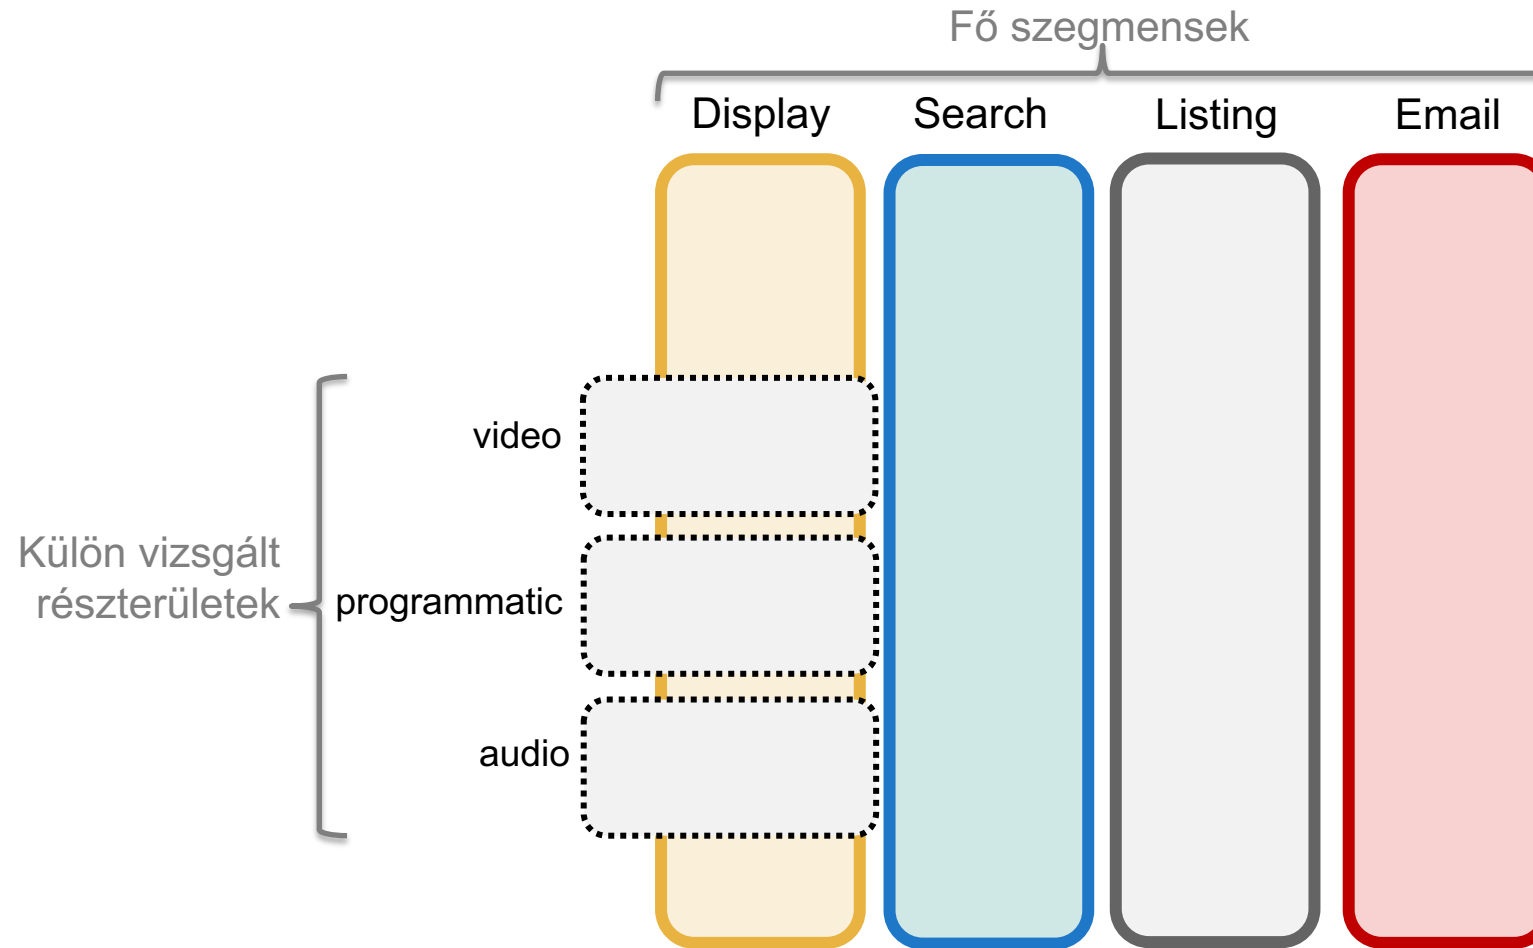 Fő szegmensek
Display Search Listing Email
video
Külön vizsgált
részterületek
programmatic
audio